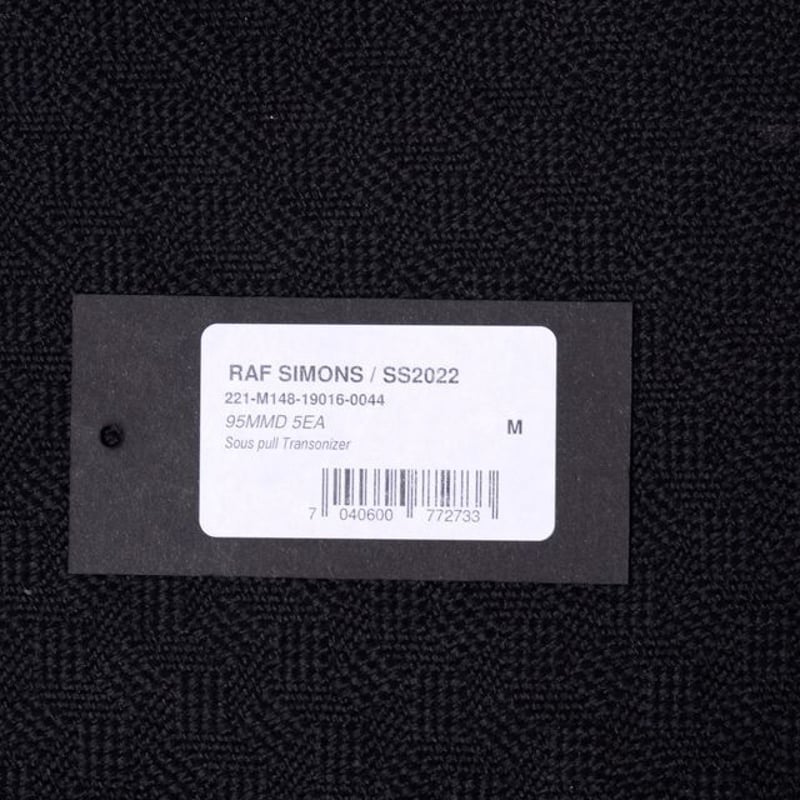 RAF SIMONS / SS2022
221-M148-19016-0044
95MMD 5EA
M
Sous pull Transonizer
7 040600 772733